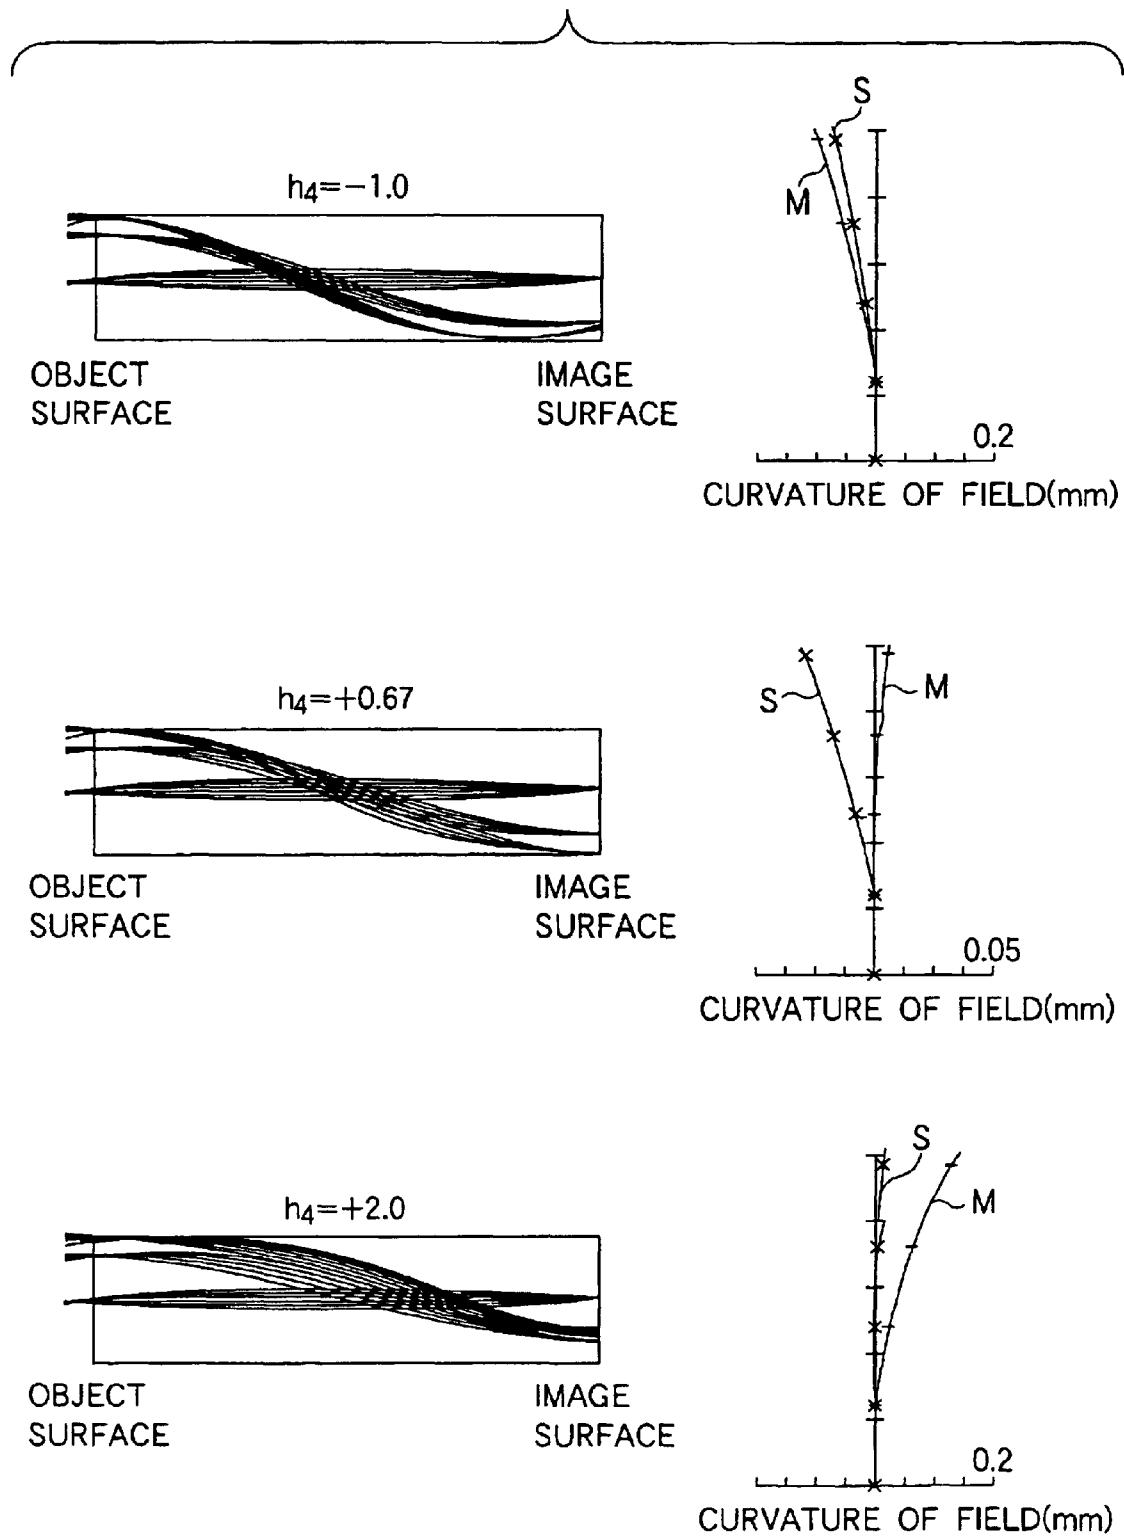 h4=−1.0
OBJECT
SURFACE
IMAGE
SURFACE
S
M
0.2
CURVATURE OF FIELD(mm)
h4=+0.67
OBJECT
SURFACE
IMAGE
SURFACE
S
M
0.05
CURVATURE OF FIELD(mm)
h4=+2.0
OBJECT
SURFACE
IMAGE
SURFACE
S
M
0.2
CURVATURE OF FIELD(mm)